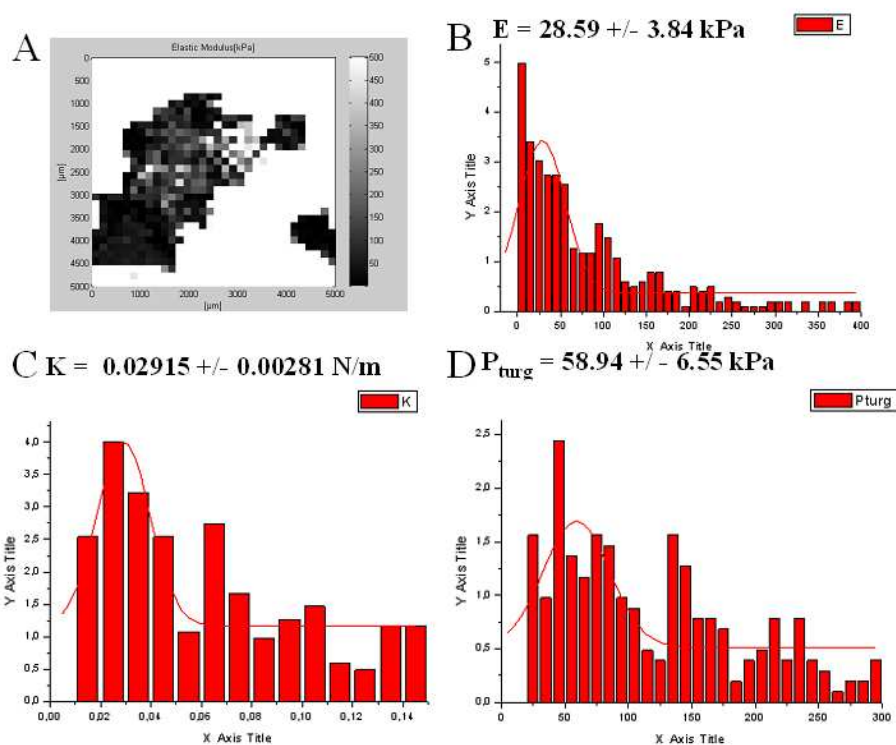 A
Elastic Modulus[kPa]
0
500
1000
1500
2000
2500
3000
3500
4000
4500
5000
[µm]
0
1000
2000
3000
4000
5000
[µm]
500
450
400
350
300
250
200
150
100
50
B E = 28.59 +/- 3.84 kPa
E
5
4
3
2
1
0
Y Axis Title
0 50 100 150 200 250 300 350 400
X Axis Title
C K = 0.02915 +/- 0.00281 N/m
K
4,0
3,5
3,0
2,5
2,0
1,5
1,0
0,5
0,0
Y Axis Title
0,00 0,02 0,04 0,06 0,08 0,10 0,12 0,14
X Axis Title
D Pturg = 58.94 +/- 6.55 kPa
Pturg
2,5
2,0
1,5
1,0
0,5
0,0
Y Axis Title
50 100 150 200 250 300
X Axis Title